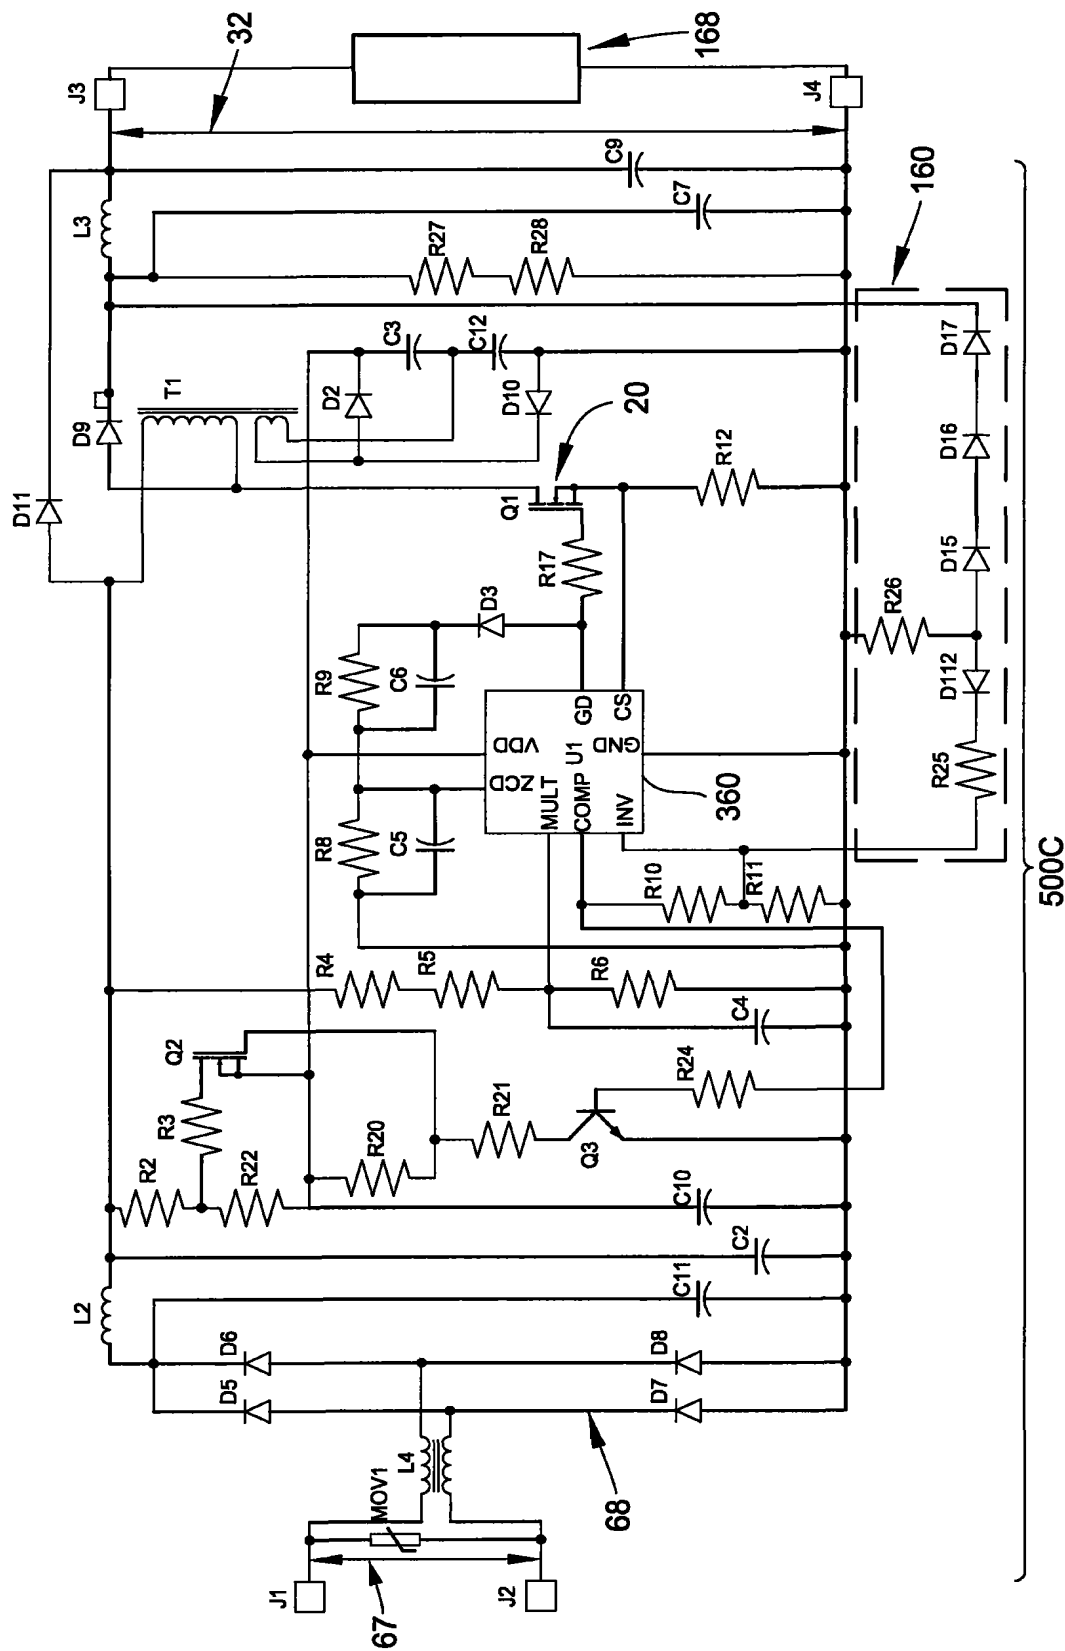 32
168
J3
J4
D11
L3
C9
C7
R27
R28
160
D9
T1
D2
C3
C12
D10
20
D17
Q1
R12
D16
R17
D15
D3
R9
C6
R26
D112
VDD
GD
CS
U1
GND
ZCD
MULT
COMP
INV
360
R25
R8
C5
R10
R11
500C
R4
R5
R6
C4
Q2
R3
R24
R2
R22
R20
R21
Q3
C10
C2
C11
L2
D6
D8
D5
D7
L4
MOV1
68
J1
J2
67